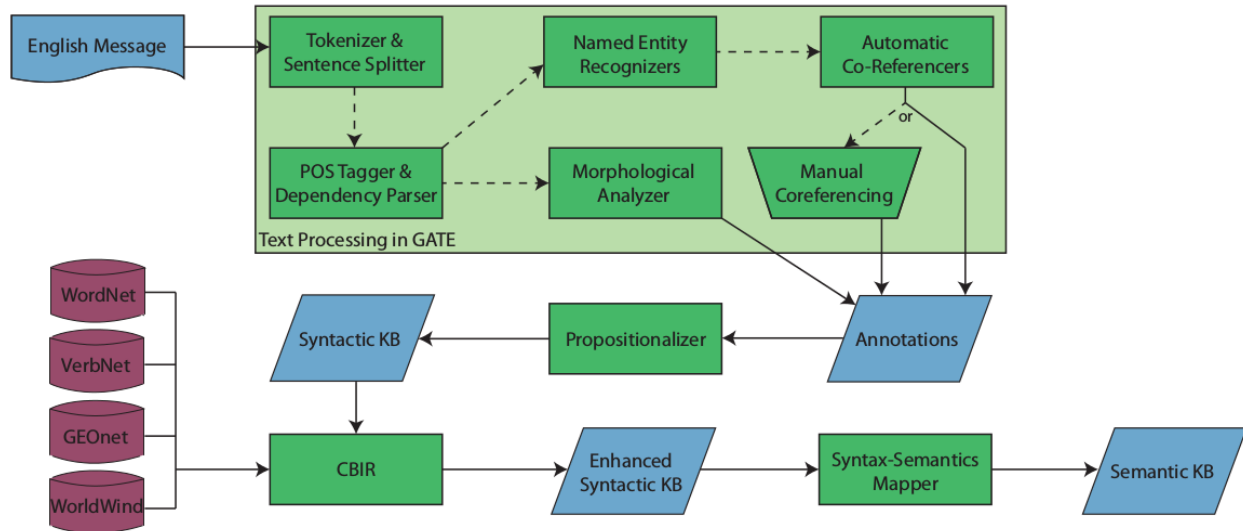 English Message
Tokenizer &
Sentence Splitter
Named Entity
Recognizers
Automatic
Co-Referencers
or
POS Tagger &
Dependency Parser
Morphological
Analyzer
Manual
Coreferencing
Text Processing in GATE
WordNet
VerbNet
GEOnet
WorldWind
Syntactic KB
Propositionalizer
Annotations
CBIR
Enhanced
Syntactic KB
Syntax-Semantics
Mapper
Semantic KB